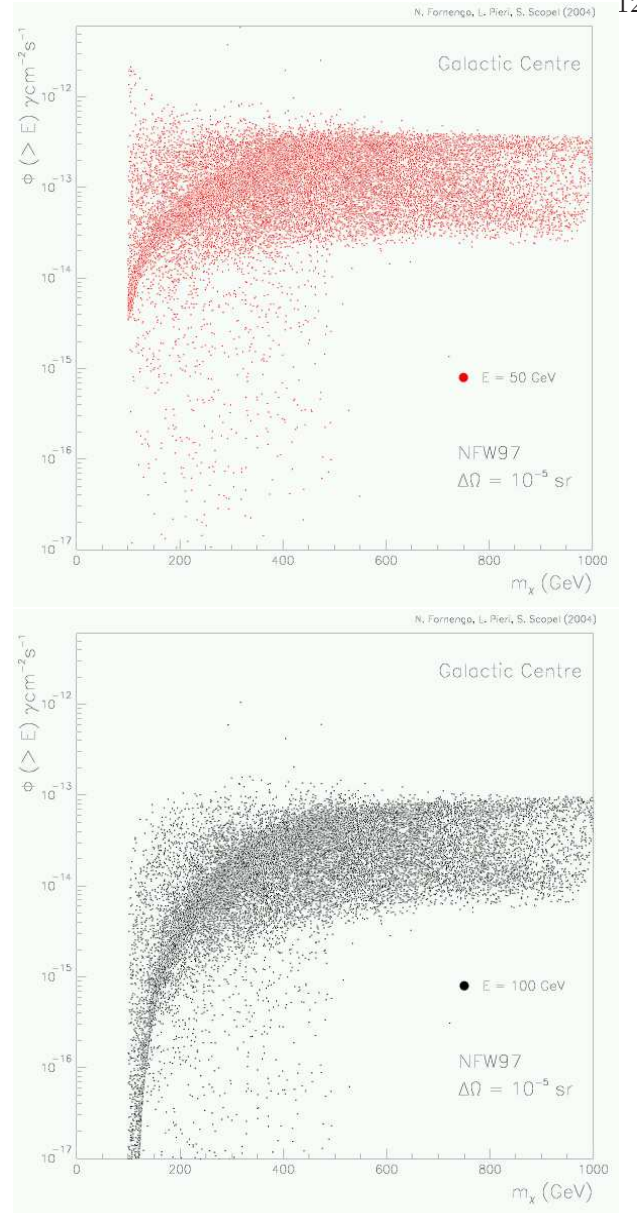 12
N. Fornengo, L. Pieri, S. Scopel (2004)
Galactic Centre
ϕ (> E) γcm⁻²s⁻¹
10⁻¹²
10⁻¹³
10⁻¹⁴
10⁻¹⁵
10⁻¹⁶
10⁻¹⁷
E = 50 GeV
NFW97
ΔΩ = 10⁻⁵ sr
0 200 400 600 800 1000
mχ (GeV)
N. Fornengo, L. Pieri, S. Scopel (2004)
Galactic Centre
ϕ (> E) γcm⁻²s⁻¹
10⁻¹²
10⁻¹³
10⁻¹⁴
10⁻¹⁵
10⁻¹⁶
10⁻¹⁷
E = 100 GeV
NFW97
ΔΩ = 10⁻⁵ sr
0 200 400 600 800 1000
mχ (GeV)